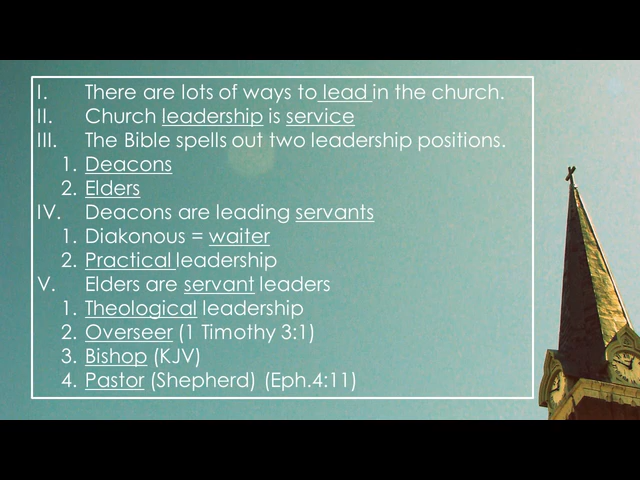 I. There are lots of ways to lead in the church.
II. Church leadership is service
III. The Bible spells out two leadership positions.
1. Deacons
2. Elders
IV. Deacons are leading servants
1. Diakonous = waiter
2. Practical leadership
V. Elders are servant leaders
1. Theological leadership
2. Overseer (1 Timothy 3:1)
3. Bishop (KJV)
4. Pastor (Shepherd) (Eph.4:11)